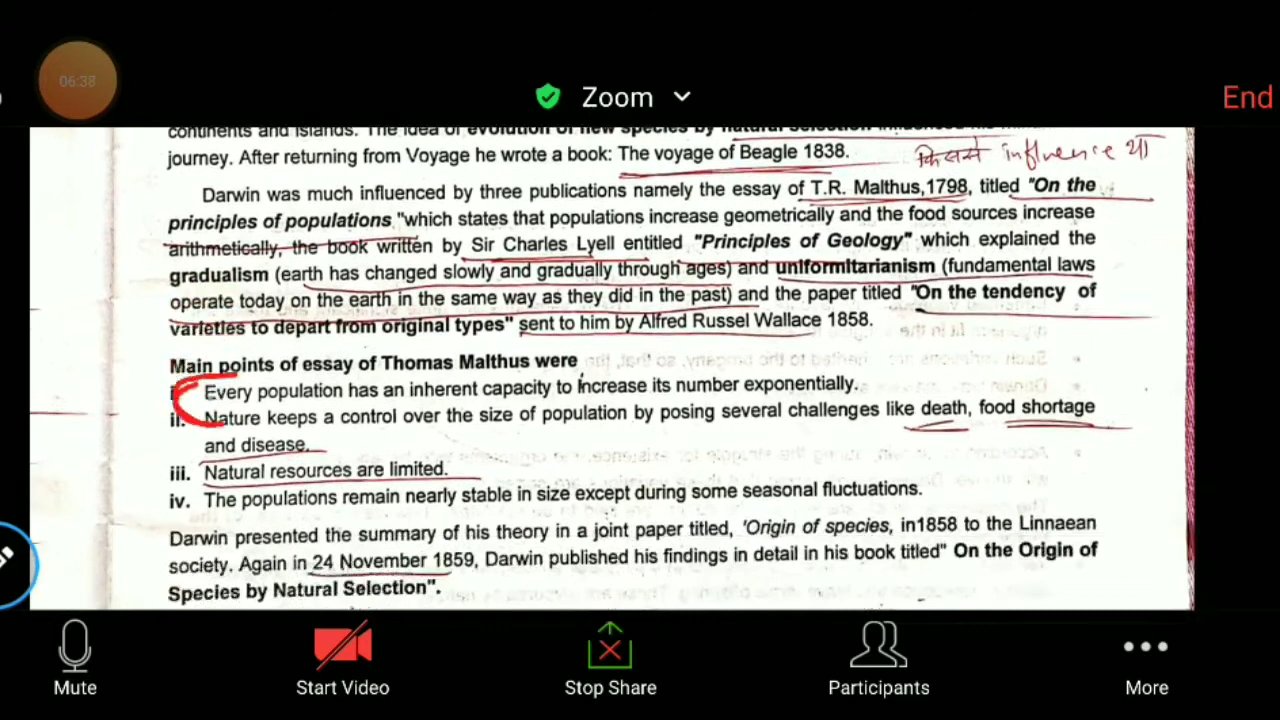 06:38
Zoom
End
continents and islands. The idea of evolution of new species by natural selection influenced his
journey. After returning from Voyage he wrote a book: The voyage of Beagle 1838.
किससे influence था
Darwin was much influenced by three publications namely the essay of T.R. Malthus,1798, titled "On the
principles of populations "which states that populations increase geometrically and the food sources increase
arithmetically, the book written by Sir Charles Lyell entitled "Principles of Geology" which explained the
gradualism (earth has changed slowly and gradually through ages) and uniformitarianism (fundamental laws
operate today on the earth in the same way as they did in the past) and the paper titled "On the tendency of
varieties to depart from original types" sent to him by Alfred Russel Wallace 1858.
Main points of essay of Thomas Malthus were
i. Every population has an inherent capacity to increase its number exponentially.
ii. Nature keeps a control over the size of population by posing several challenges like death, food shortage
and disease.
iii. Natural resources are limited.
iv. The populations remain nearly stable in size except during some seasonal fluctuations.
Darwin presented the summary of his theory in a joint paper titled, 'Origin of species, in1858 to the Linnaean
society. Again in 24 November 1859, Darwin published his findings in detail in his book titled" On the Origin of
Species by Natural Selection".
Mute
Start Video
Stop Share
Participants
More